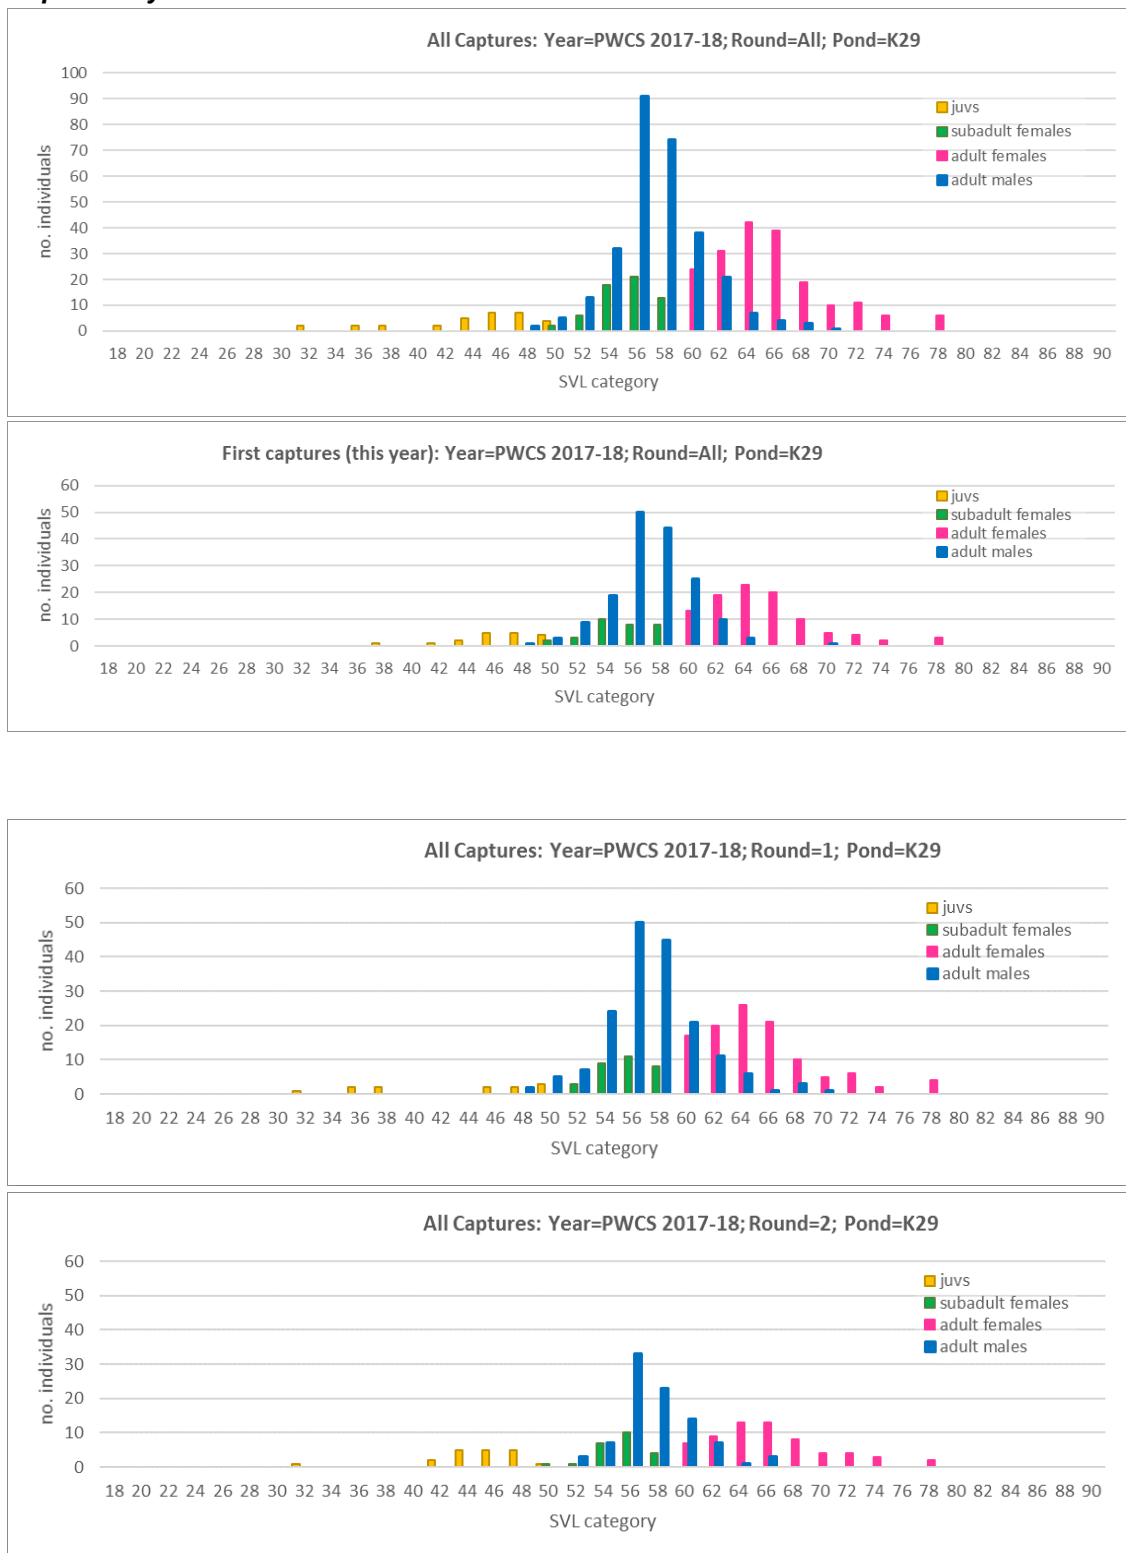 All Captures: Year=PWCS 2017-18; Round=All; Pond=K29
100
90
80
70
60
50
40
30
20
10
0
no. individuals
juvs
subadult females
adult females
adult males
18 20 22 24 26 28 30 32 34 36 38 40 42 44 46 48 50 52 54 56 58 60 62 64 66 68 70 72 74 76 78 80 82 84 86 88 90
SVL category
First captures (this year): Year=PWCS 2017-18; Round=All; Pond=K29
60
50
40
30
20
10
0
no. individuals
juvs
subadult females
adult females
adult males
18 20 22 24 26 28 30 32 34 36 38 40 42 44 46 48 50 52 54 56 58 60 62 64 66 68 70 72 74 76 78 80 82 84 86 88 90
SVL category
All Captures: Year=PWCS 2017-18; Round=1; Pond=K29
60
50
40
30
20
10
0
no. individuals
juvs
subadult females
adult females
adult males
18 20 22 24 26 28 30 32 34 36 38 40 42 44 46 48 50 52 54 56 58 60 62 64 66 68 70 72 74 76 78 80 82 84 86 88 90
SVL category
All Captures: Year=PWCS 2017-18; Round=2; Pond=K29
60
50
40
30
20
10
0
no. individuals
juvs
subadult females
adult females
adult males
18 20 22 24 26 28 30 32 34 36 38 40 42 44 46 48 50 52 54 56 58 60 62 64 66 68 70 72 74 76 78 80 82 84 86 88 90
SVL category